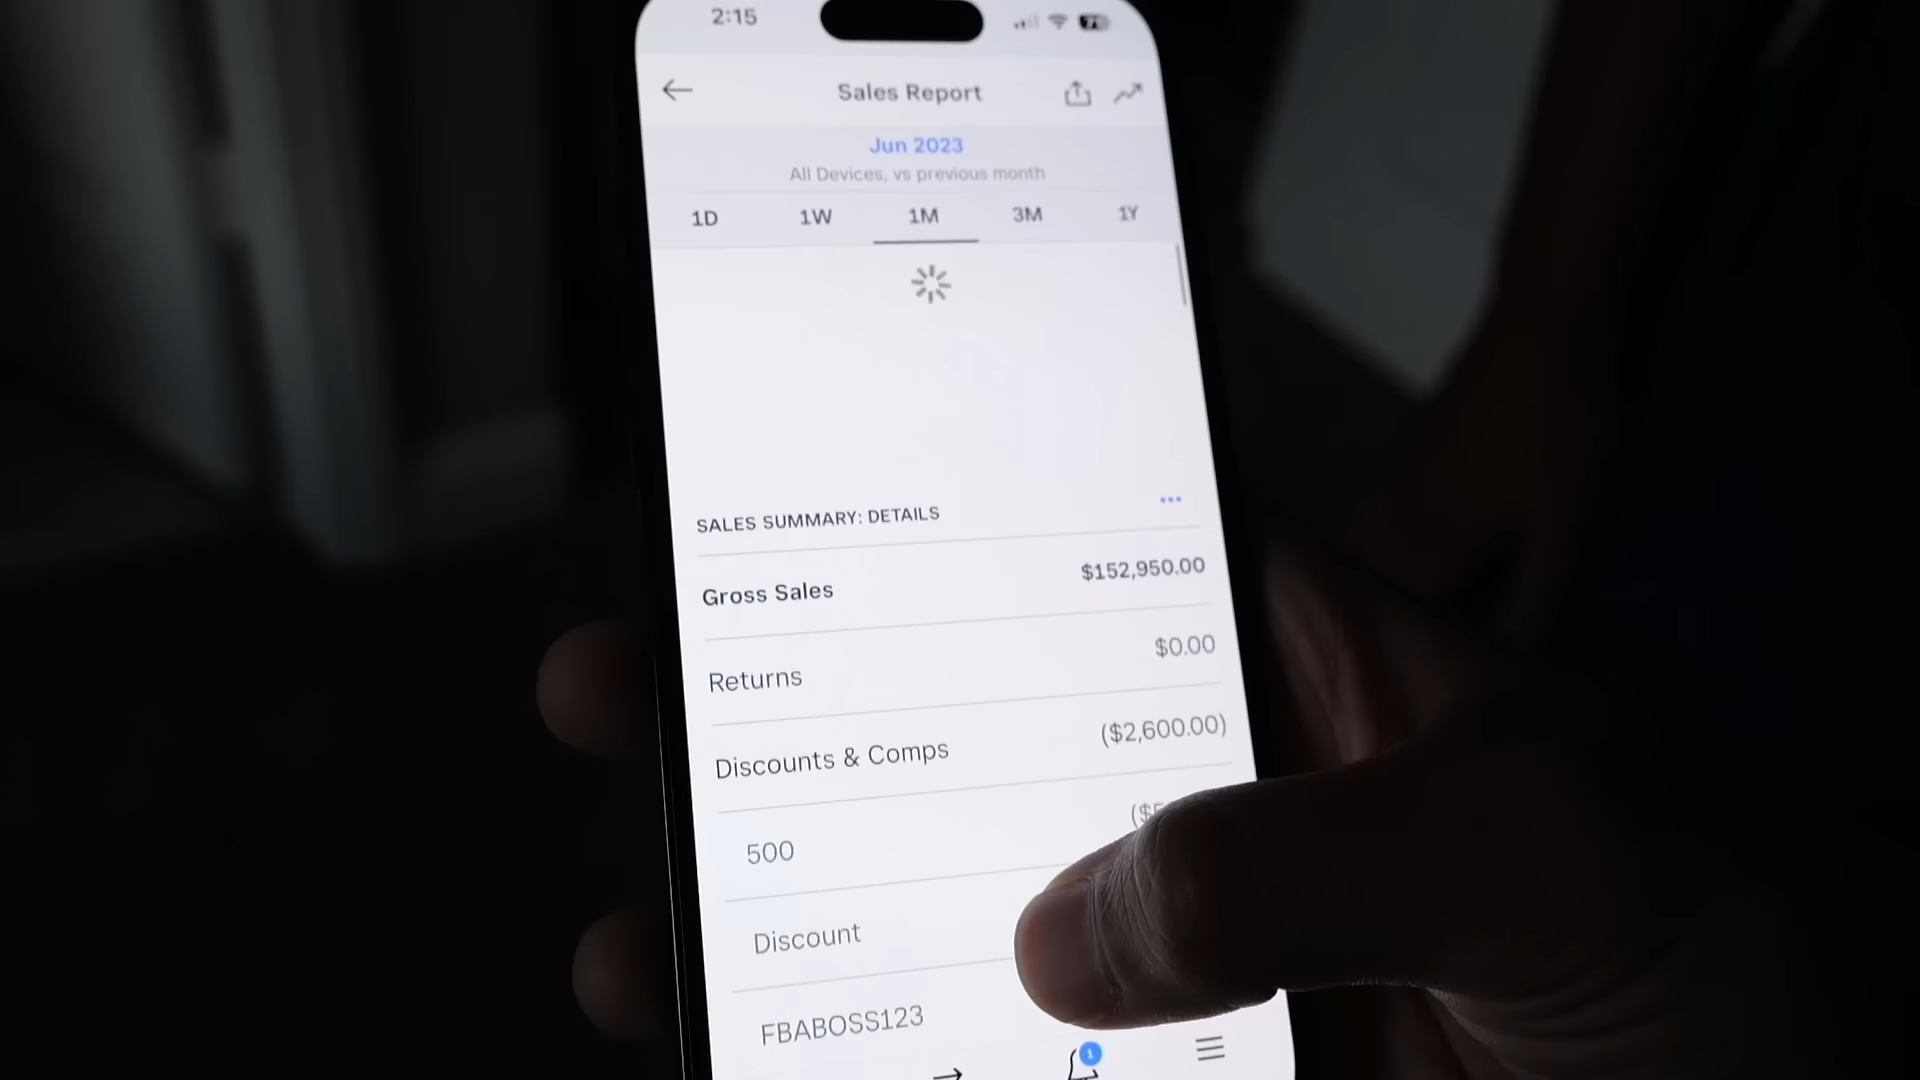 2:15
Sales Report
Jun 2023
All Devices, vs previous month
1D 1W 1M 3M 1Y
SALES SUMMARY: DETAILS
Gross Sales $152,950.00
Returns $0.00
Discounts & Comps ($2,600.00)
500
Discount
FBABOSS123
1